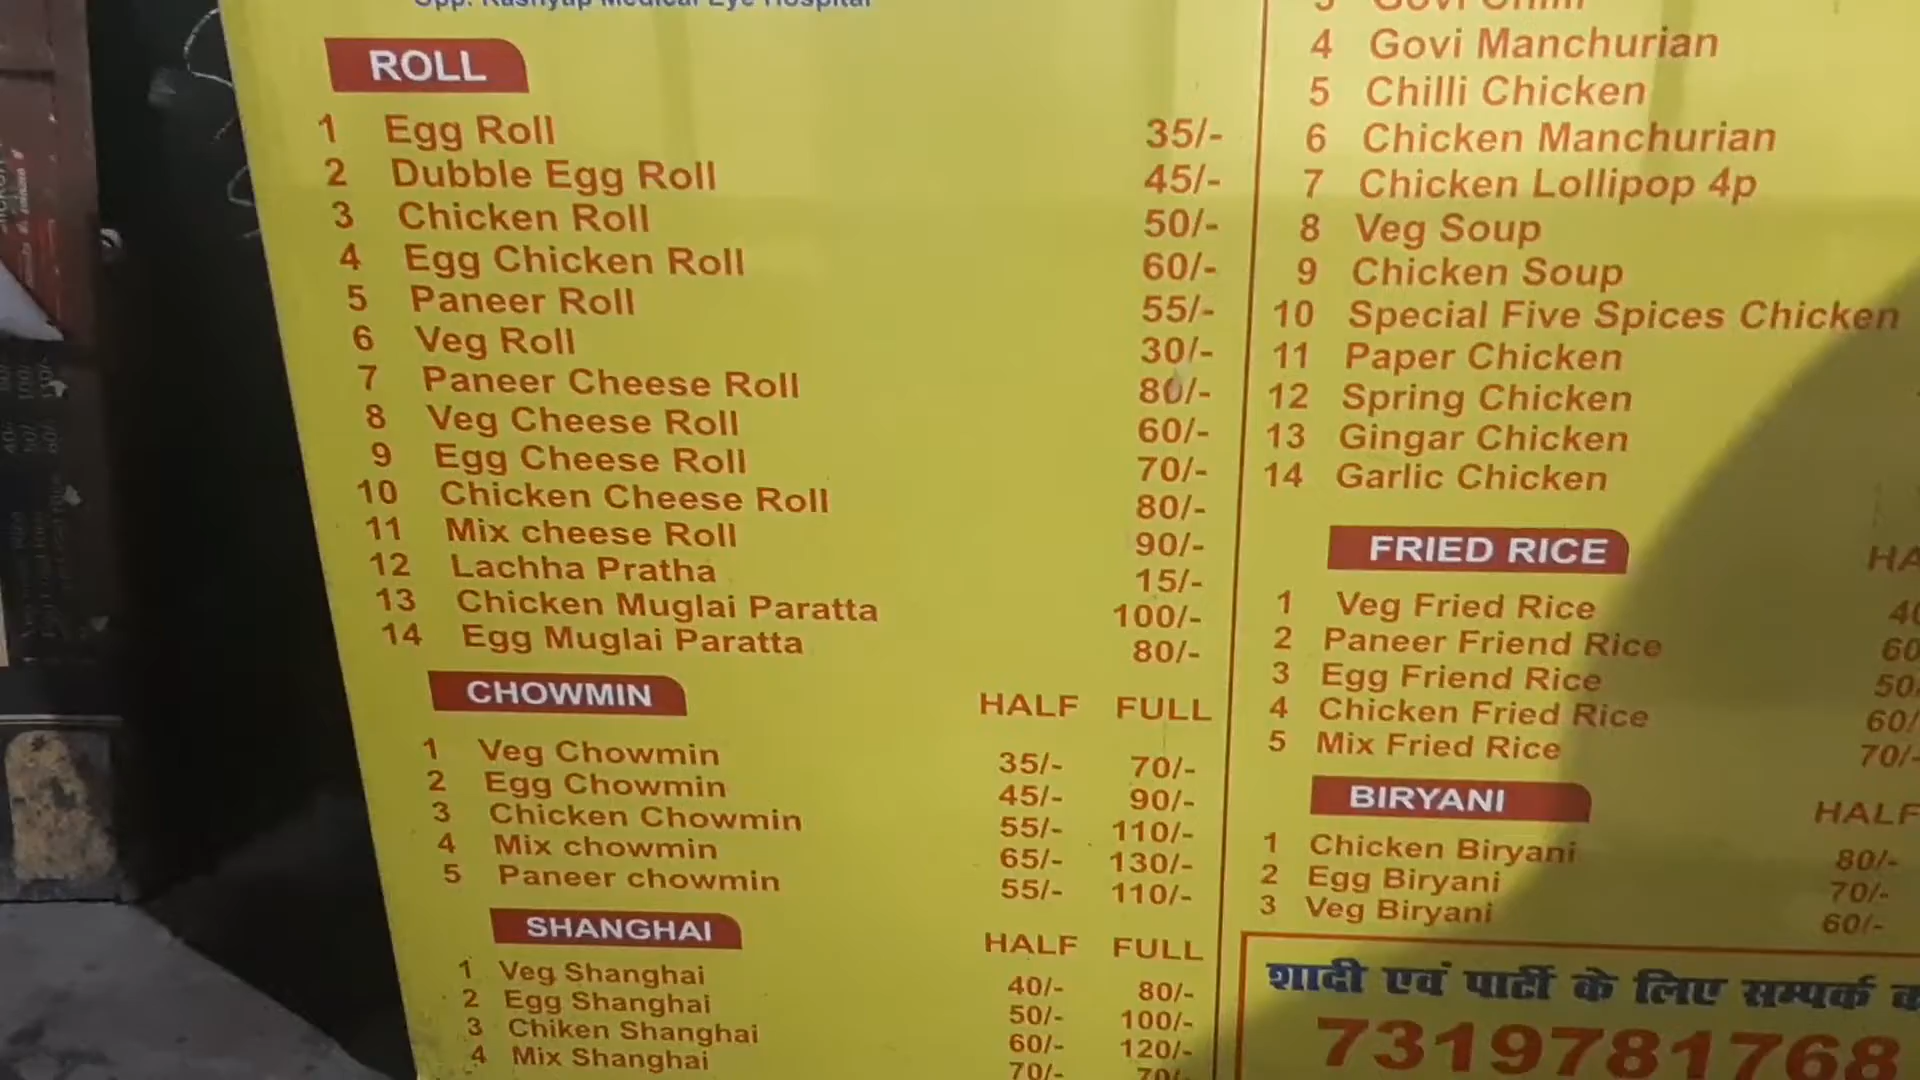 Opp. Kashyap Medical Eye Hospital
ROLL
1 Egg Roll 35/-
2 Dubble Egg Roll 45/-
3 Chicken Roll 50/-
4 Egg Chicken Roll 60/-
5 Paneer Roll 55/-
6 Veg Roll 30/-
7 Paneer Cheese Roll 80/-
8 Veg Cheese Roll 60/-
9 Egg Cheese Roll 70/-
10 Chicken Cheese Roll 80/-
11 Mix cheese Roll 90/-
12 Lachha Pratha 15/-
13 Chicken Muglai Paratta 100/-
14 Egg Muglai Paratta 80/-
CHOWMIN HALF FULL
1 Veg Chowmin 35/- 70/-
2 Egg Chowmin 45/- 90/-
3 Chicken Chowmin 55/- 110/-
4 Mix chowmin 65/- 130/-
5 Paneer chowmin 55/- 110/-
SHANGHAI HALF FULL
1 Veg Shanghai 40/- 80/-
2 Egg Shanghai 50/- 100/-
3 Chiken Shanghai 60/- 120/-
4 Mix Shanghai 70/- 70/-
3 Govi Chilli
4 Govi Manchurian
5 Chilli Chicken
6 Chicken Manchurian
7 Chicken Lollipop 4p
8 Veg Soup
9 Chicken Soup
10 Special Five Spices Chicken
11 Paper Chicken
12 Spring Chicken
13 Gingar Chicken
14 Garlic Chicken
FRIED RICE HA
1 Veg Fried Rice 40
2 Paneer Friend Rice 60
3 Egg Friend Rice 50/
4 Chicken Fried Rice 60/
5 Mix Fried Rice 70/-
BIRYANI HALF
1 Chicken Biryani 80/-
2 Egg Biryani 70/-
3 Veg Biryani 60/-
शादी एवं पार्टी के लिए सम्पर्क
7319781768